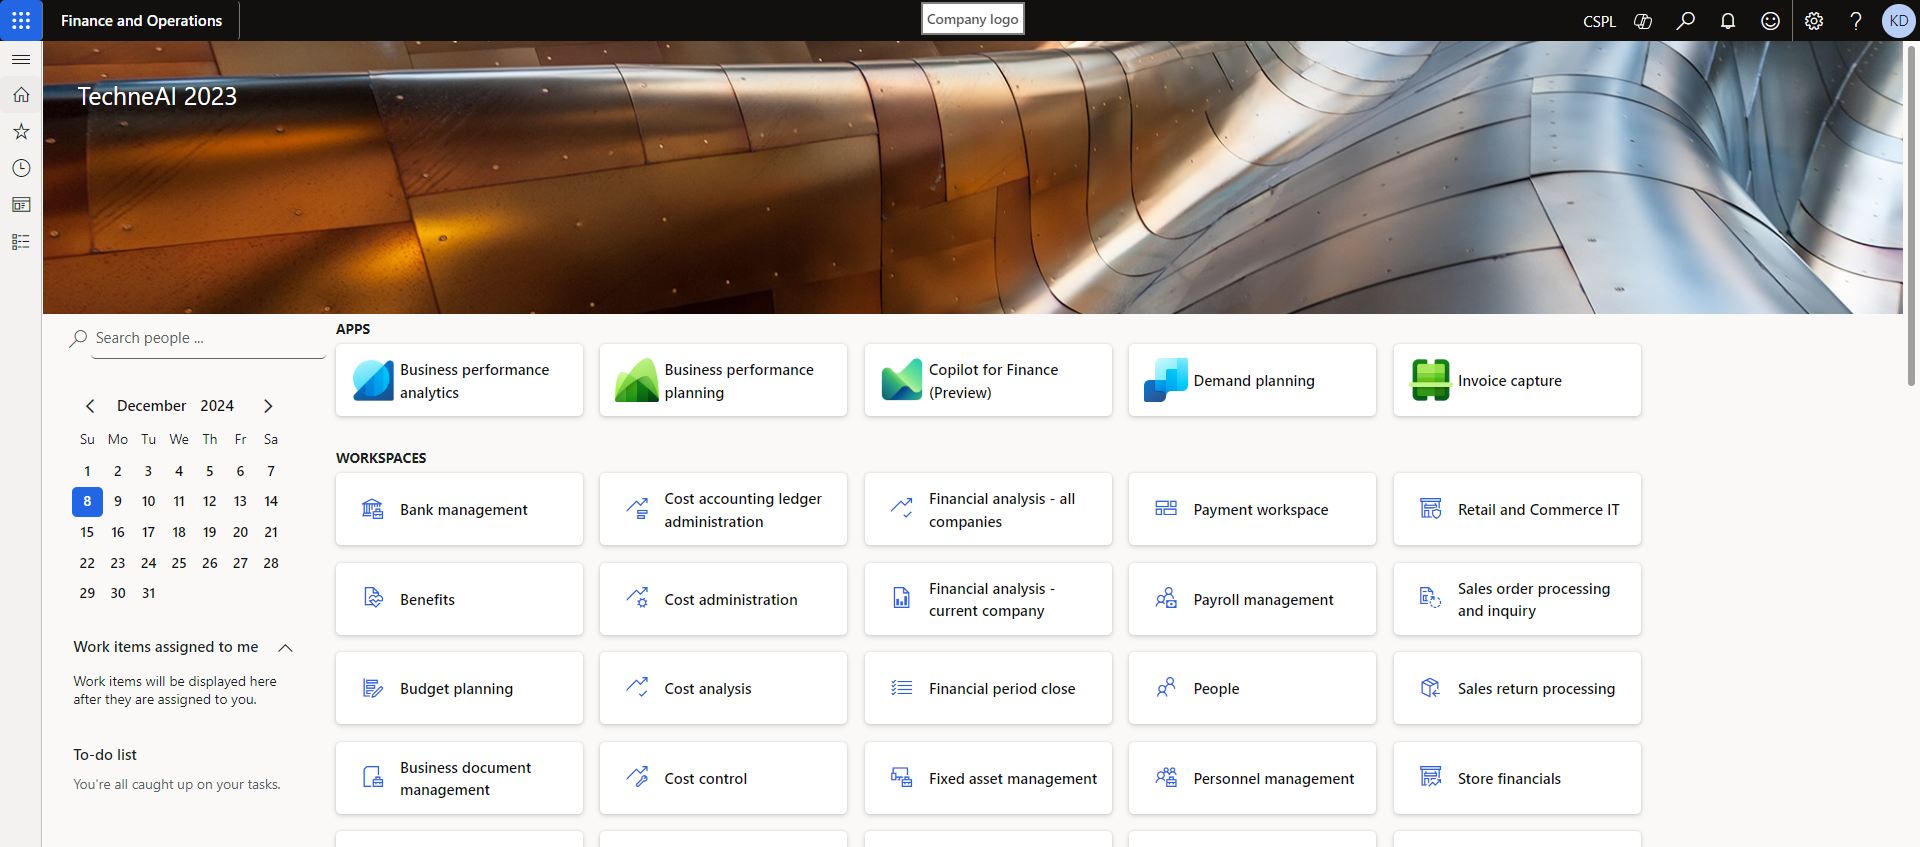 Finance and Operations
Company logo
CSPL
KD
TechneAI 2023
Search people ...
December 2024
Su Mo Tu We Th Fr Sa
1 2 3 4 5 6 7
8 9 10 11 12 13 14
15 16 17 18 19 20 21
22 23 24 25 26 27 28
29 30 31
Work items assigned to me
Work items will be displayed here
after they are assigned to you.
To-do list
You're all caught up on your tasks.
APPS
Business performance
analytics
Business performance
planning
Copilot for Finance
(Preview)
Demand planning
Invoice capture
WORKSPACES
Bank management
Cost accounting ledger
administration
Financial analysis - all
companies
Payment workspace
Retail and Commerce IT
Benefits
Cost administration
Financial analysis -
current company
Payroll management
Sales order processing
and inquiry
Budget planning
Cost analysis
Financial period close
People
Sales return processing
Business document
management
Cost control
Fixed asset management
Personnel management
Store financials